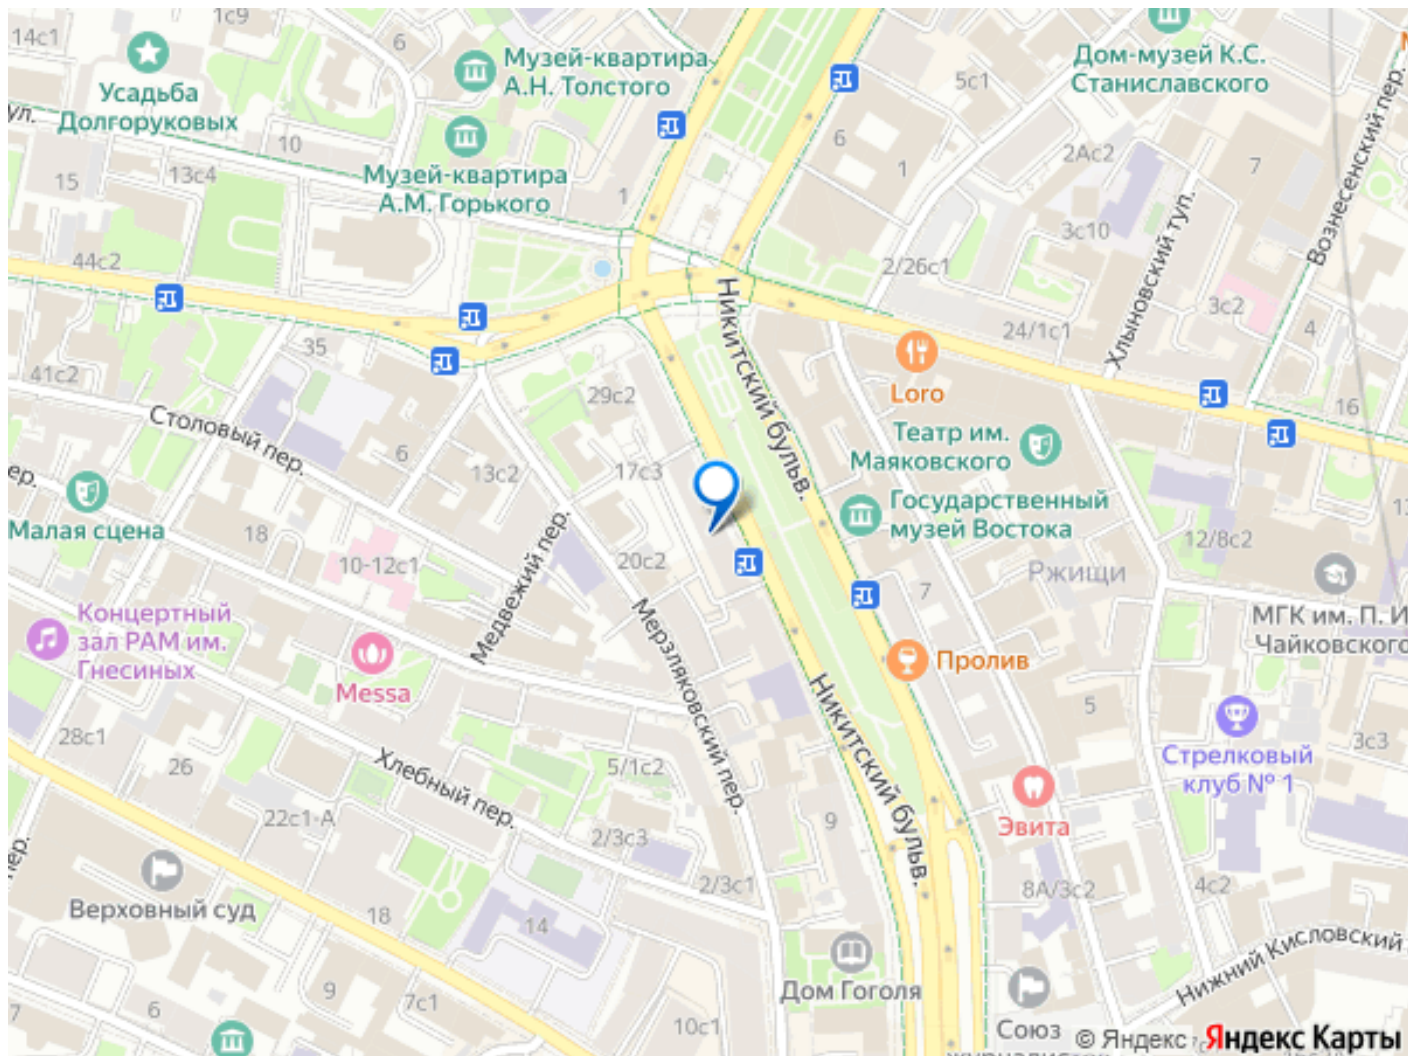 1с9
14с1
6
Музей-квартира
А.Н. Толстого
Дом-музей К.С.
Станиславского
5с1
Усадьба
Долгоруковых
ул.
10
6
1
2Ас2
7
15
13с4
Музей-квартира
А.М. Горького
1
Вознесенский пер.
3с10
Хлыновский туп.
44с2
2/26с1
Никитский бульв.
3с2
4
24/1с1
35
41с2
29с2
Loro
16
Столовый пер.
Театр им.
Маяковского
6
13с2
17с3
ер.
Государственный
музей Востока
Малая сцена
18
12/8с2
10-12с1
20с2
Медвежий пер.
7
Ржищи
Концертный
зал РАМ им.
Гнесиных
Мерзляковский пер.
МГК им. П. И
Чайковского
Пролив
Messa
Никитский бульв.
5
28с1
26
Хлебный пер.
5/1с2
3с3
Стрелковый
клуб № 1
22с1-А
9
Эвита
2/3с3
пер.
Верховный суд
2/3с1
8А/3с2
4с2
18
14
Нижний Кисловский
Дом Гоголя
9
7с1
6
7
10с1
Союз
© Яндекс
Яндекс Карты